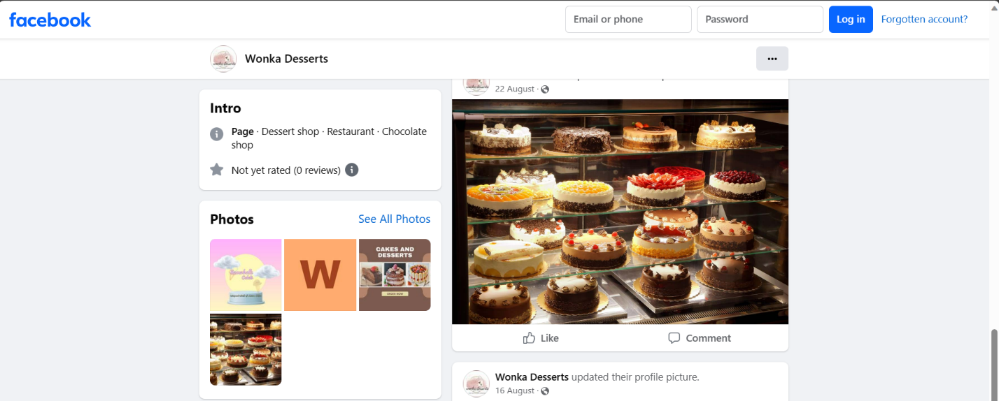 facebook
Email or phone
Password
Log in
Forgotten account?
Wonka Desserts
Intro
Page · Dessert shop · Restaurant · Chocolate
shop
Not yet rated (0 reviews)
Photos
See All Photos
W
CAKES AND
DESSERTS
ORDER NOW
22 August ·
Like
Comment
Wonka Desserts updated their profile picture.
16 August ·